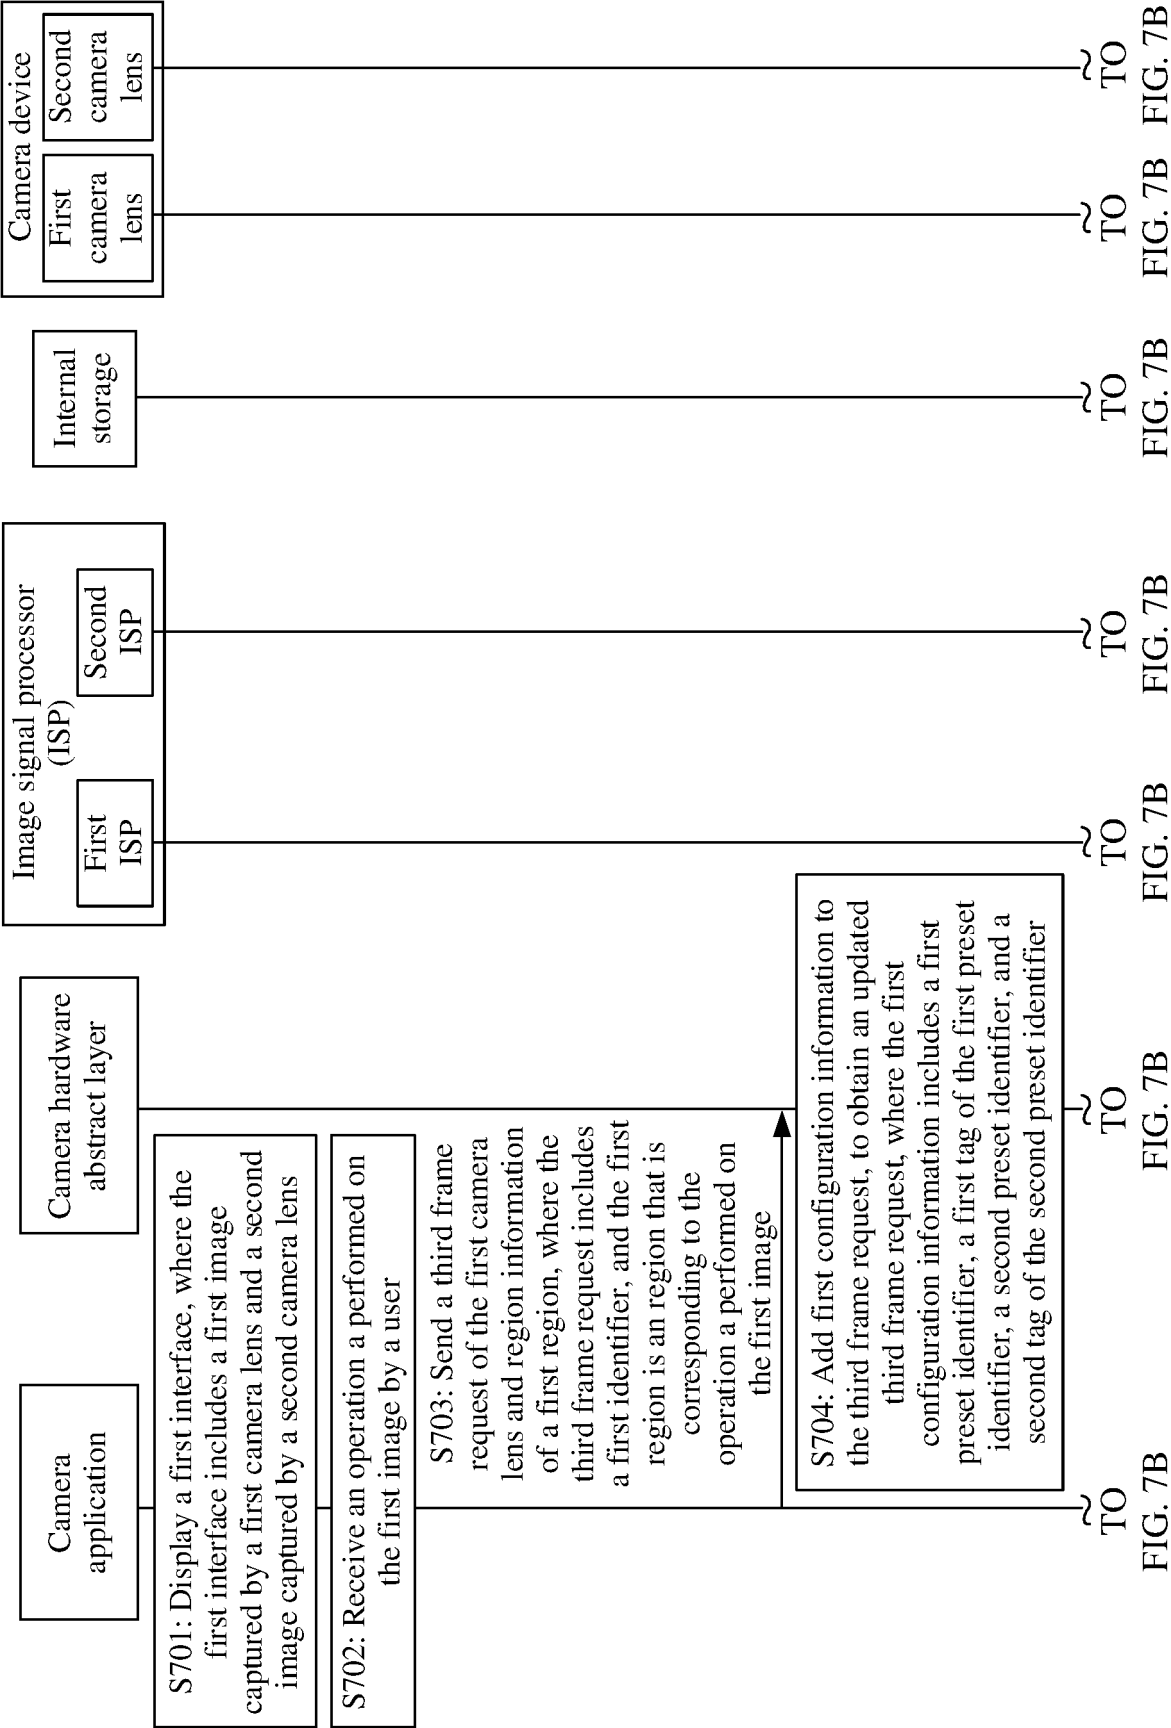 Camera
application
Camera hardware
abstract layer
Image signal processor
(ISP)
First
ISP
Second
ISP
Internal
storage
Camera device
First
camera
lens
Second
camera
lens
S701: Display a first interface, where the
first interface includes a first image
captured by a first camera lens and a second
image captured by a second camera lens
S702: Receive an operation a performed on
the first image by a user
S703: Send a third frame
request of the first camera
lens and region information
of a first region, where the
third frame request includes
a first identifier, and the first
region is an region that is
corresponding to the
operation a performed on
the first image
S704: Add first configuration information to
the third frame request, to obtain an updated
third frame request, where the first
configuration information includes a first
preset identifier, a first tag of the first preset
identifier, a second preset identifier, and a
second tag of the second preset identifier
TO
FIG. 7B
TO
FIG. 7B
TO
FIG. 7B
TO
FIG. 7B
TO
FIG. 7B
TO
FIG. 7B
TO
FIG. 7B